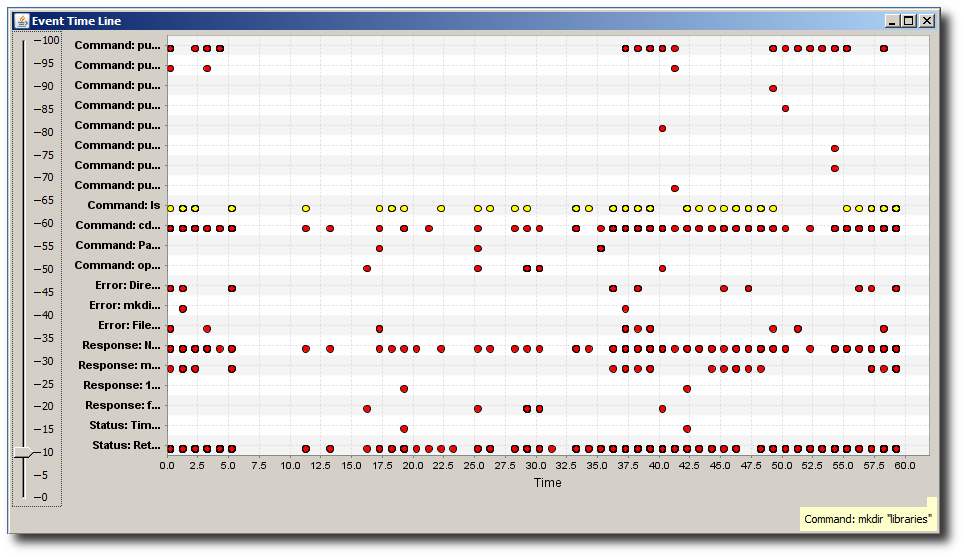 Event Time Line
100
95
90
85
80
75
70
65
60
55
50
45
40
35
30
25
20
15
10
5
0
Command: pu...
Command: pu...
Command: pu...
Command: pu...
Command: pu...
Command: pu...
Command: pu...
Command: pu...
Command: ls
Command: cd...
Command: Pa...
Command: op...
Error: Dire...
Error: mkdi...
Error: File...
Response: N...
Response: m...
Response: 1...
Response: f...
Status: Tim...
Status: Ret...
0.0 2.5 5.0 7.5 10.0 12.5 15.0 17.5 20.0 22.5 25.0 27.5 30.0 32.5 35.0 37.5 40.0 42.5 45.0 47.5 50.0 52.5 55.0 57.5 60.0
Time
Command: mkdir "libraries"